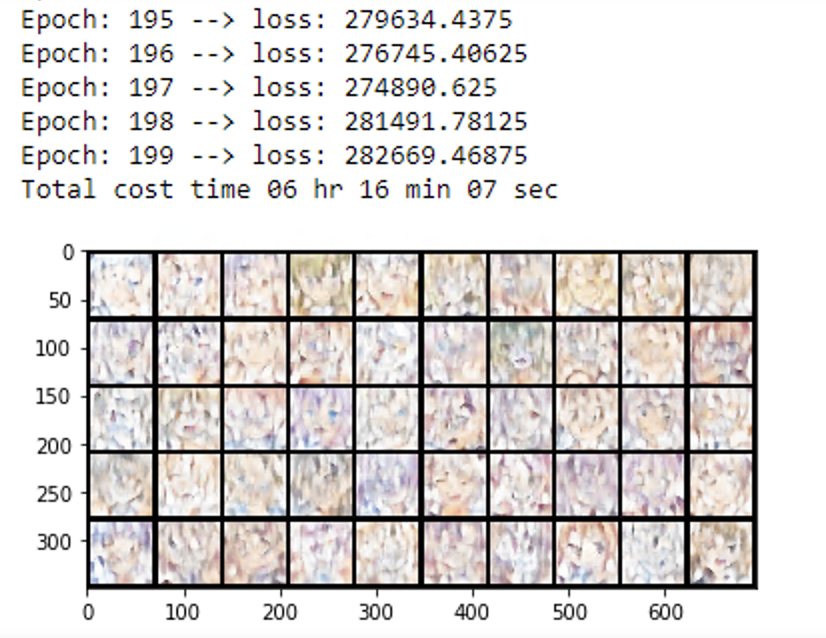 Epoch: 195 --> loss: 279634.4375
Epoch: 196 --> loss: 276745.40625
Epoch: 197 --> loss: 274890.625
Epoch: 198 --> loss: 281491.78125
Epoch: 199 --> loss: 282669.46875
Total cost time 06 hr 16 min 07 sec
0
50
100
150
200
250
300
0 100 200 300 400 500 600